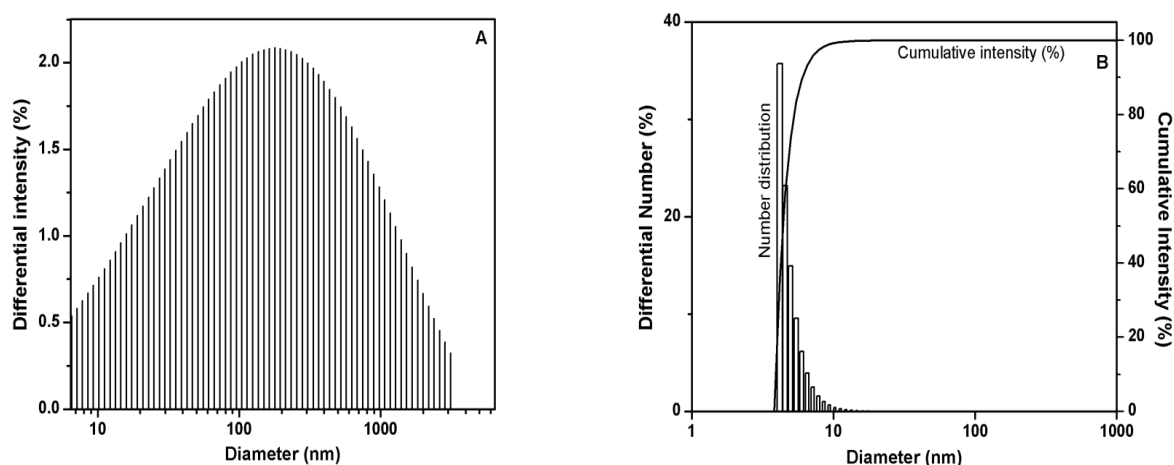 A
Differential intensity (%)
2.0
1.5
1.0
0.5
0.0
10
100
1000
Diameter (nm)
B
Differential Number (%)
40
30
20
0
Number distribution
Cumulative intensity (%)
100
80
60
40
20
0
Cumulative Intensity (%)
1
10
100
1000
Diameter (nm)